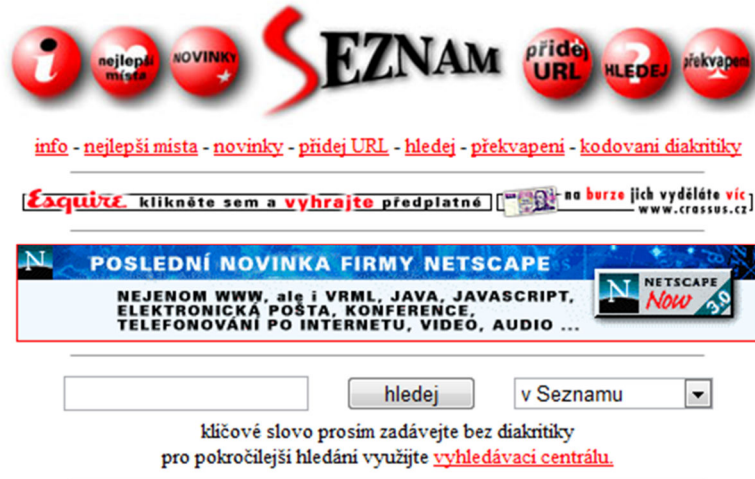 i nejlepší místa NOVINKY SEZNAM přidej URL HLEDEJ překvapení
info - nejlepší místa - novinky - přidej URL - hledej - překvapení - kodovani diakritiky
Esquire klikněte sem a vyhrajte předplatné na burze jich vyděláte víc
www.crassus.cz
N POSLEDNÍ NOVINKA FIRMY NETSCAPE
NEJENOM WWW, ale i VRML, JAVA, JAVASCRIPT,
ELEKTRONICKÁ POŠTA, KONFERENCE,
TELEFONOVÁNÍ PO INTERNETU, VIDEO, AUDIO ...
N NETSCAPE
Now 3.0
hledej v Seznamu
klíčové slovo prosím zadávejte bez diakritiky
pro pokročilejší hledání využijte vyhledávací centrálu.